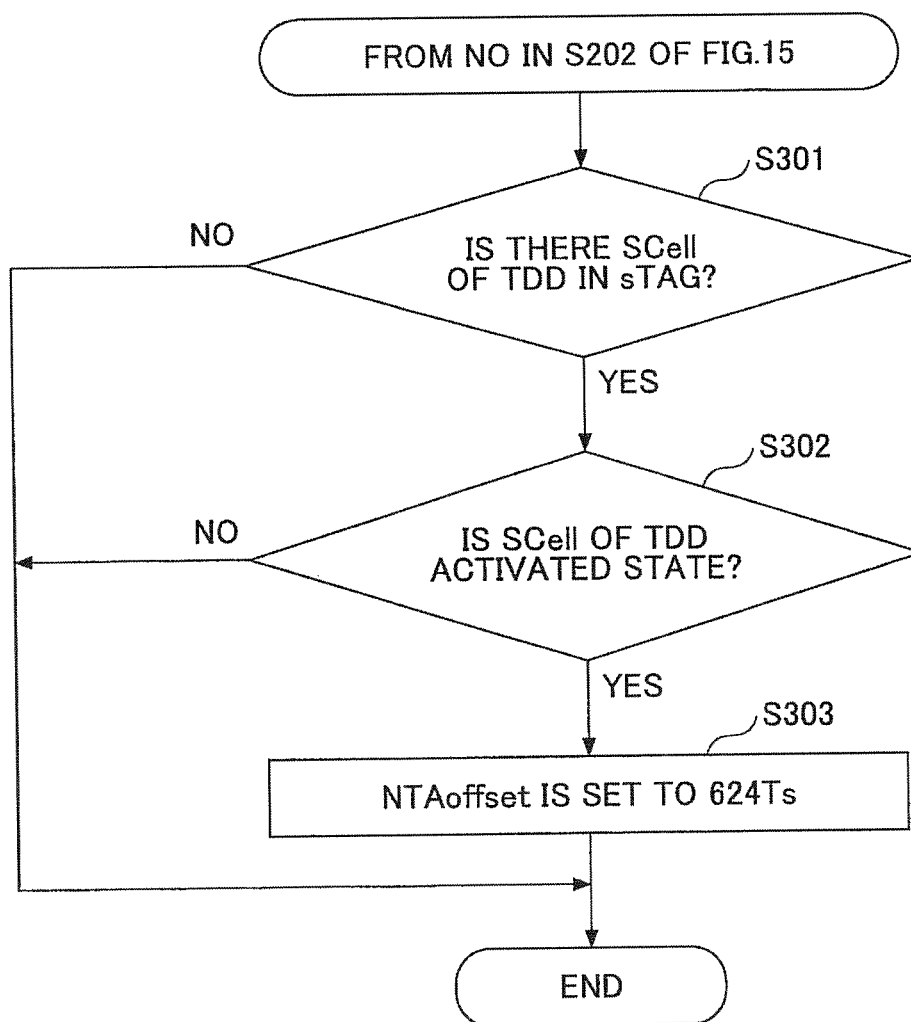 FROM NO IN S202 OF FIG.15
S301
NO
IS THERE SCell
OF TDD IN sTAG?
YES
S302
NO
IS SCell OF TDD
ACTIVATED STATE?
YES
S303
NTAoffset IS SET TO 624Ts
END